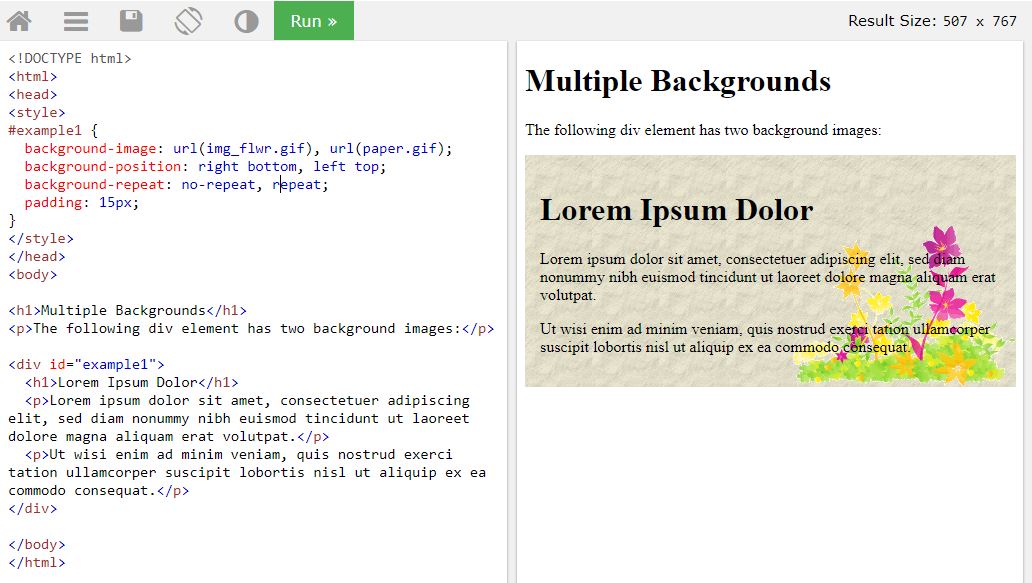 Run »
Result Size: 507 x 767
<!DOCTYPE html>
<html>
<head>
<style>
#example1 {
  background-image: url(img_flwr.gif), url(paper.gif);
  background-position: right bottom, left top;
  background-repeat: no-repeat, repeat;
  padding: 15px;
}
</style>
</head>
<body>

<h1>Multiple Backgrounds</h1>
<p>The following div element has two background images:</p>

<div id="example1">
  <h1>Lorem Ipsum Dolor</h1>
  <p>Lorem ipsum dolor sit amet, consectetuer adipiscing
elit, sed diam nonummy nibh euismod tincidunt ut laoreet
dolore magna aliquam erat volutpat.</p>
  <p>Ut wisi enim ad minim veniam, quis nostrud exerci
tation ullamcorper suscipit lobortis nisl ut aliquip ex ea
commodo consequat.</p>
</div>

</body>
</html>
Multiple Backgrounds
The following div element has two background images:
Lorem Ipsum Dolor
Lorem ipsum dolor sit amet, consectetuer adipiscing elit, sed diam
nonummy nibh euismod tincidunt ut laoreet dolore magna aliquam erat
volutpat.
Ut wisi enim ad minim veniam, quis nostrud exerci tation ullamcorper
suscipit lobortis nisl ut aliquip ex ea commodo consequat.